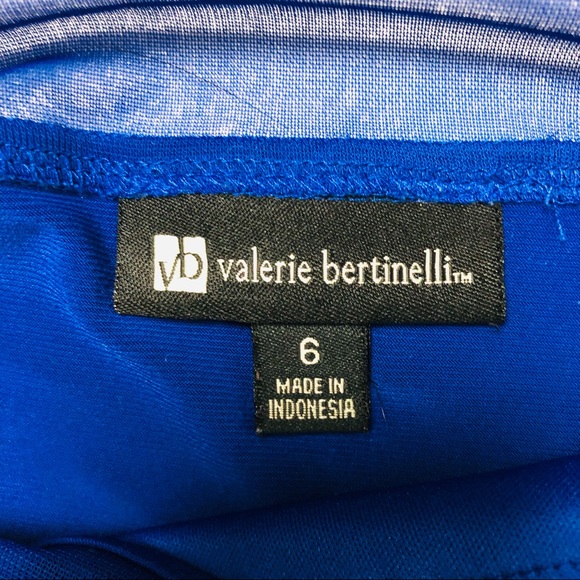 vb valerie bertinelli™
6
MADE IN
INDONESIA